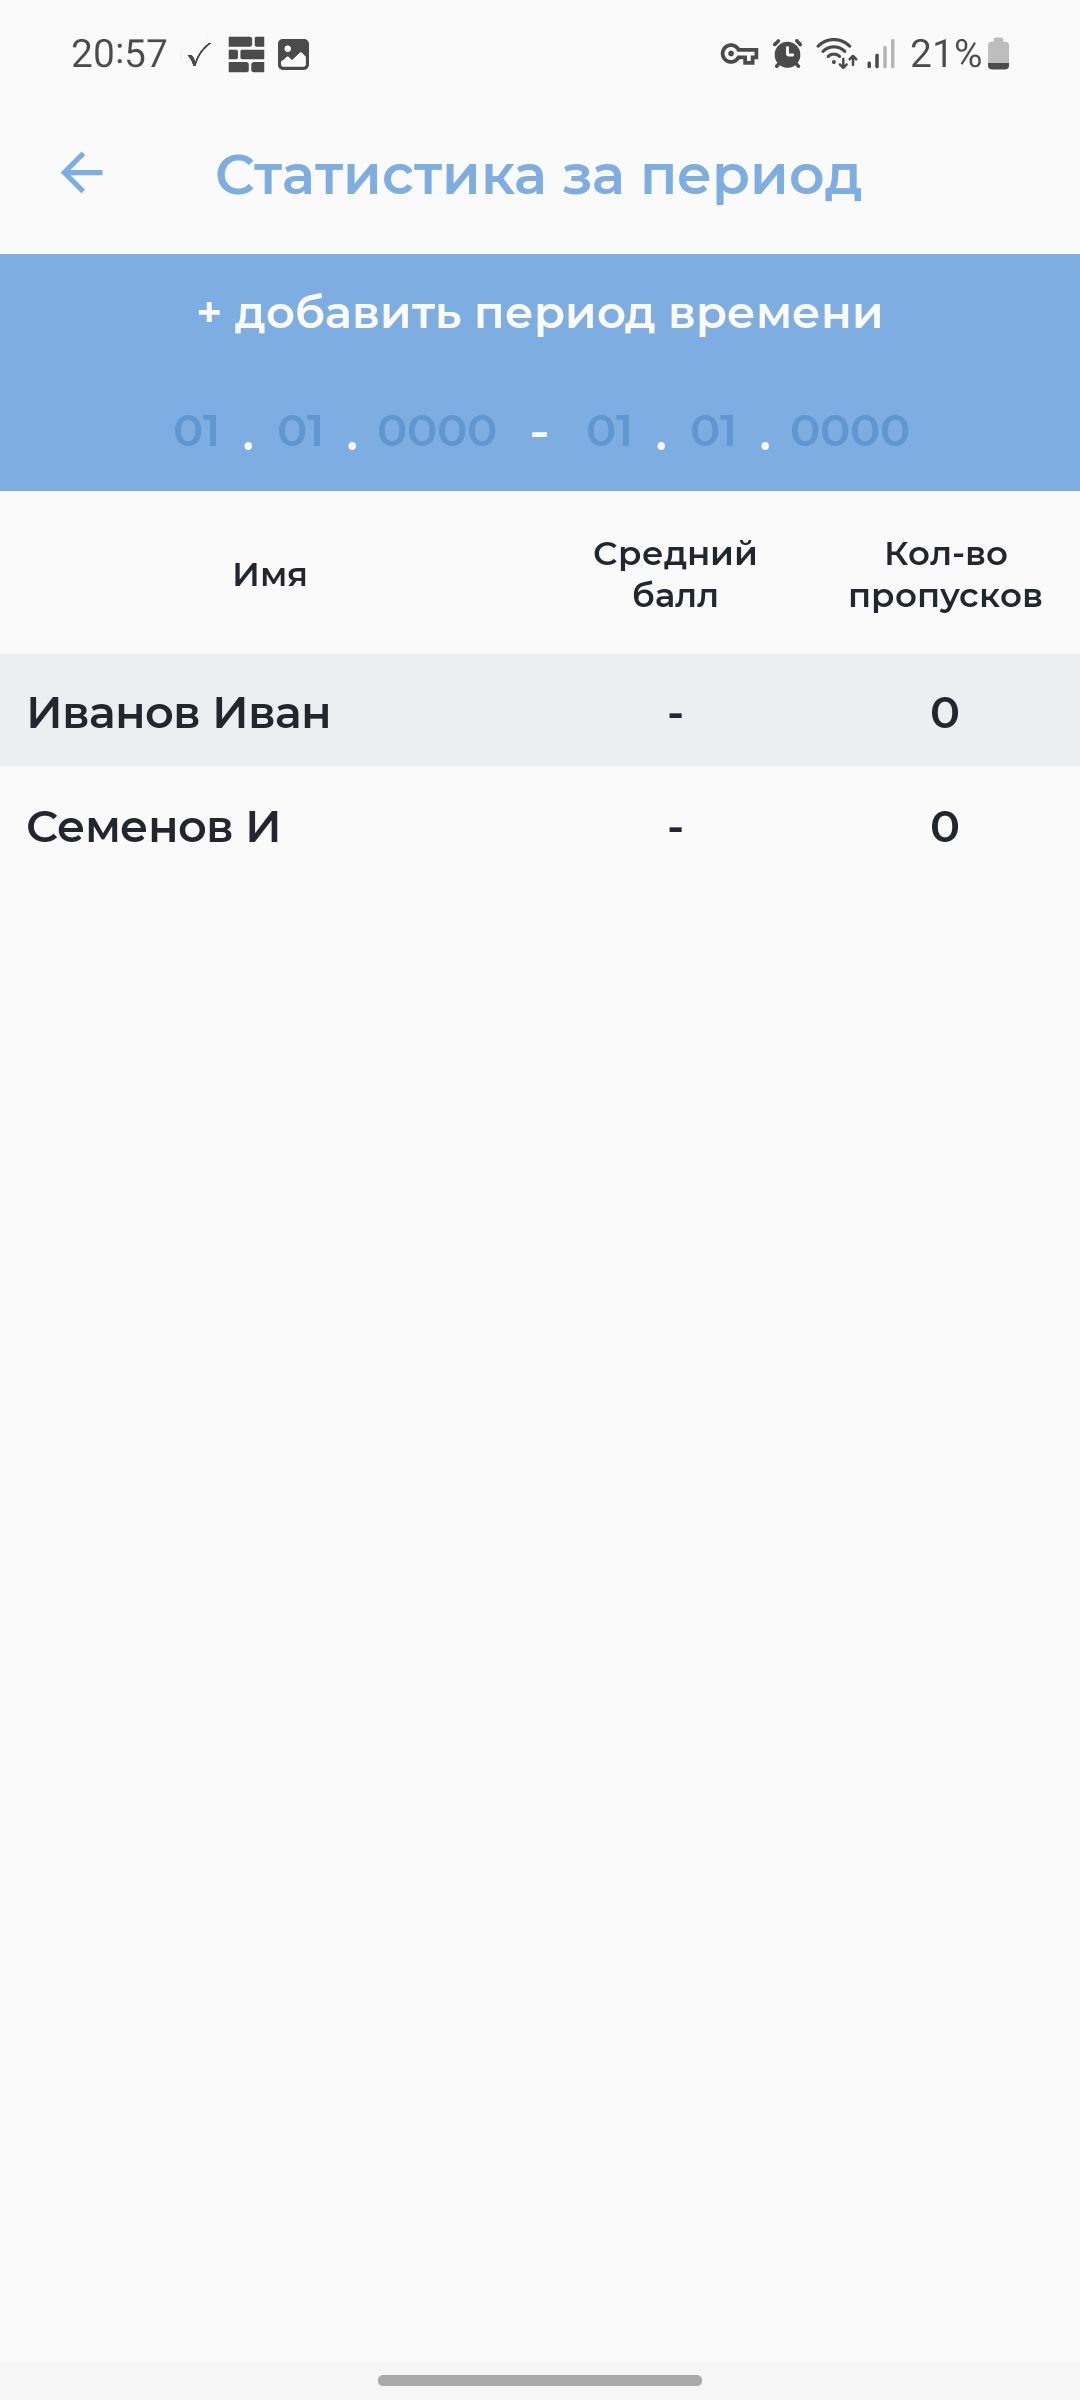 20:57
21%
Статистика за период
+ добавить период времени
01 . 01 . 0000 - 01 . 01 . 0000
Имя
Средний
балл
Кол-во
пропусков
Иванов Иван - 0
Семенов И - 0